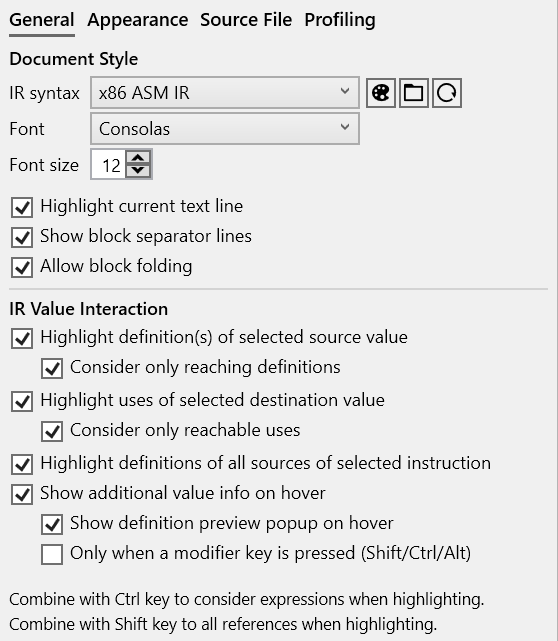 General Appearance Source File Profiling
Document Style
IR syntax x86 ASM IR
Font Consolas
Font size 12
Highlight current text line
Show block separator lines
Allow block folding
IR Value Interaction
Highlight definition(s) of selected source value
Consider only reaching definitions
Highlight uses of selected destination value
Consider only reachable uses
Highlight definitions of all sources of selected instruction
Show additional value info on hover
Show definition preview popup on hover
Only when a modifier key is pressed (Shift/Ctrl/Alt)
Combine with Ctrl key to consider expressions when highlighting.
Combine with Shift key to all references when highlighting.